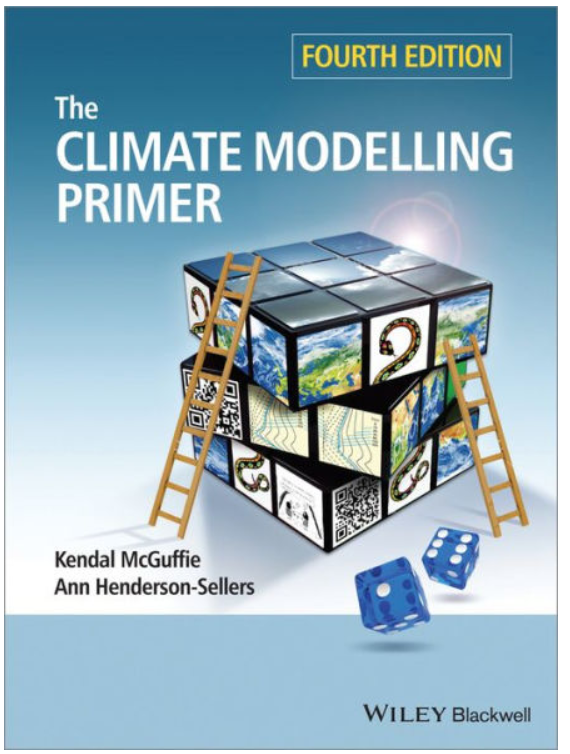 FOURTH EDITION
The
CLIMATE MODELLING
PRIMER
Kendal McGuffie
Ann Henderson-Sellers
WILEY Blackwell